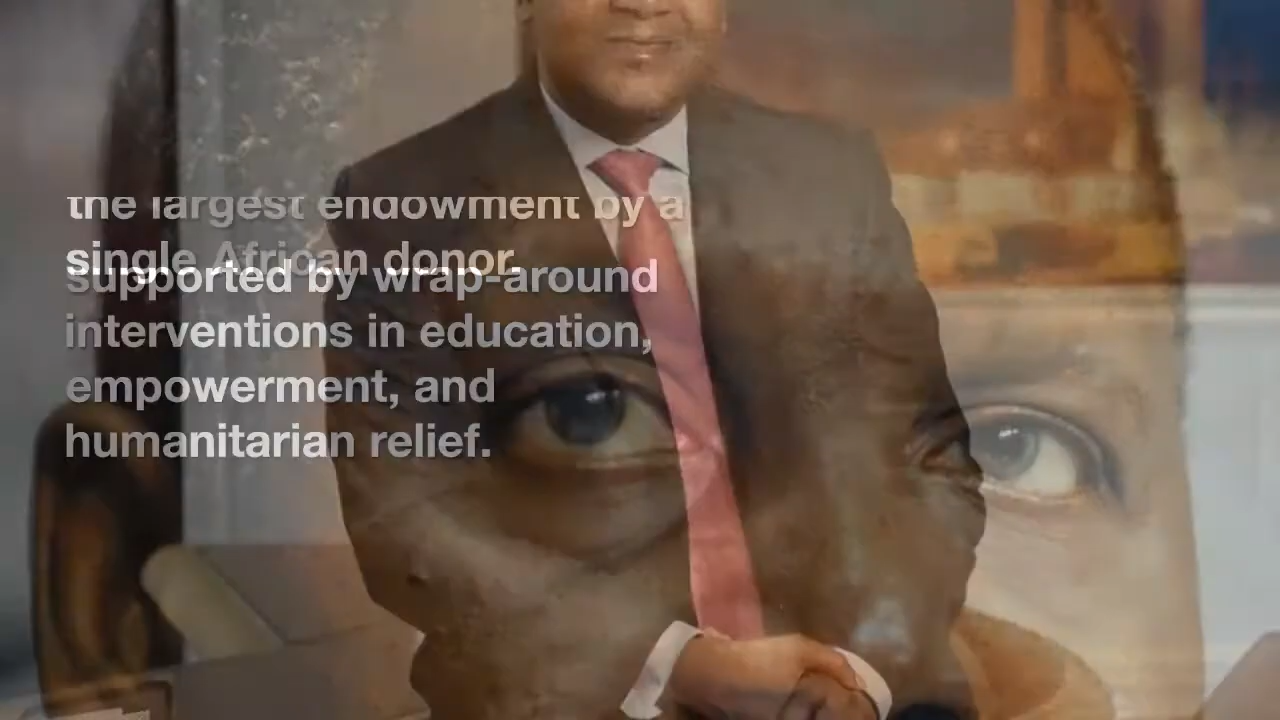 the largest endowment by a
single African donor.
supported by wrap-around
interventions in education,
empowerment, and
humanitarian relief.